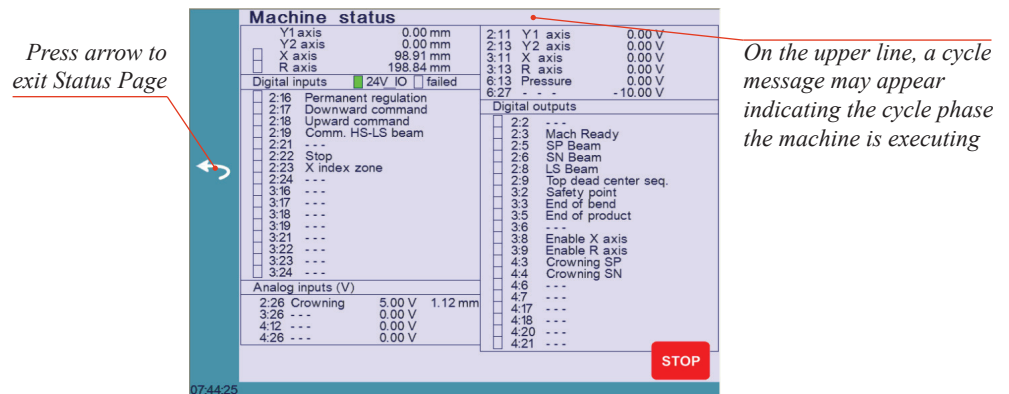 Machine status
Y1 axis 0.00 mm
Y2 axis 0.00 mm
X axis 98.91 mm
R axis 198.84 mm
Digital inputs 24V_IO failed
2:16 Permanent regulation
2:17 Downward command
2:18 Upward command
2:19 Comm. HS-LS beam
2:21 - - -
2:22 Stop
2:23 X index zone
2:24 - - -
3:16 - - -
3:17 - - -
3:18 - - -
3:19 - - -
3:21 - - -
3:22 - - -
3:23 - - -
3:24 - - -
Analog inputs (V)
2:26 Crowning 5.00 V 1.12 mm
3:26 - - - 0.00 V
4:12 - - - 0.00 V
4:26 - - - 0.00 V
2:11 Y1 axis 0.00 V
2:13 Y2 axis 0.00 V
3:11 X axis 0.00 V
3:13 R axis 0.00 V
6:13 Pressure 0.00 V
6:27 - - - - 10.00 V
Digital outputs
2:2 - - -
2:3 Mach Ready
2:5 SP Beam
2:6 SN Beam
2:8 LS Beam
2:9 Top dead center seq.
3:2 Safety point
3:3 End of bend
3:5 End of product
3:6 - - -
3:8 Enable X axis
3:9 Enable R axis
4:3 Crowning SP
4:4 Crowning SN
4:6 - - -
4:7 - - -
4:17 - - -
4:18 - - -
4:20 - - -
4:21 - - -
STOP
07:44:25
Press arrow to
exit Status Page
On the upper line, a cycle
message may appear
indicating the cycle phase
the machine is executing